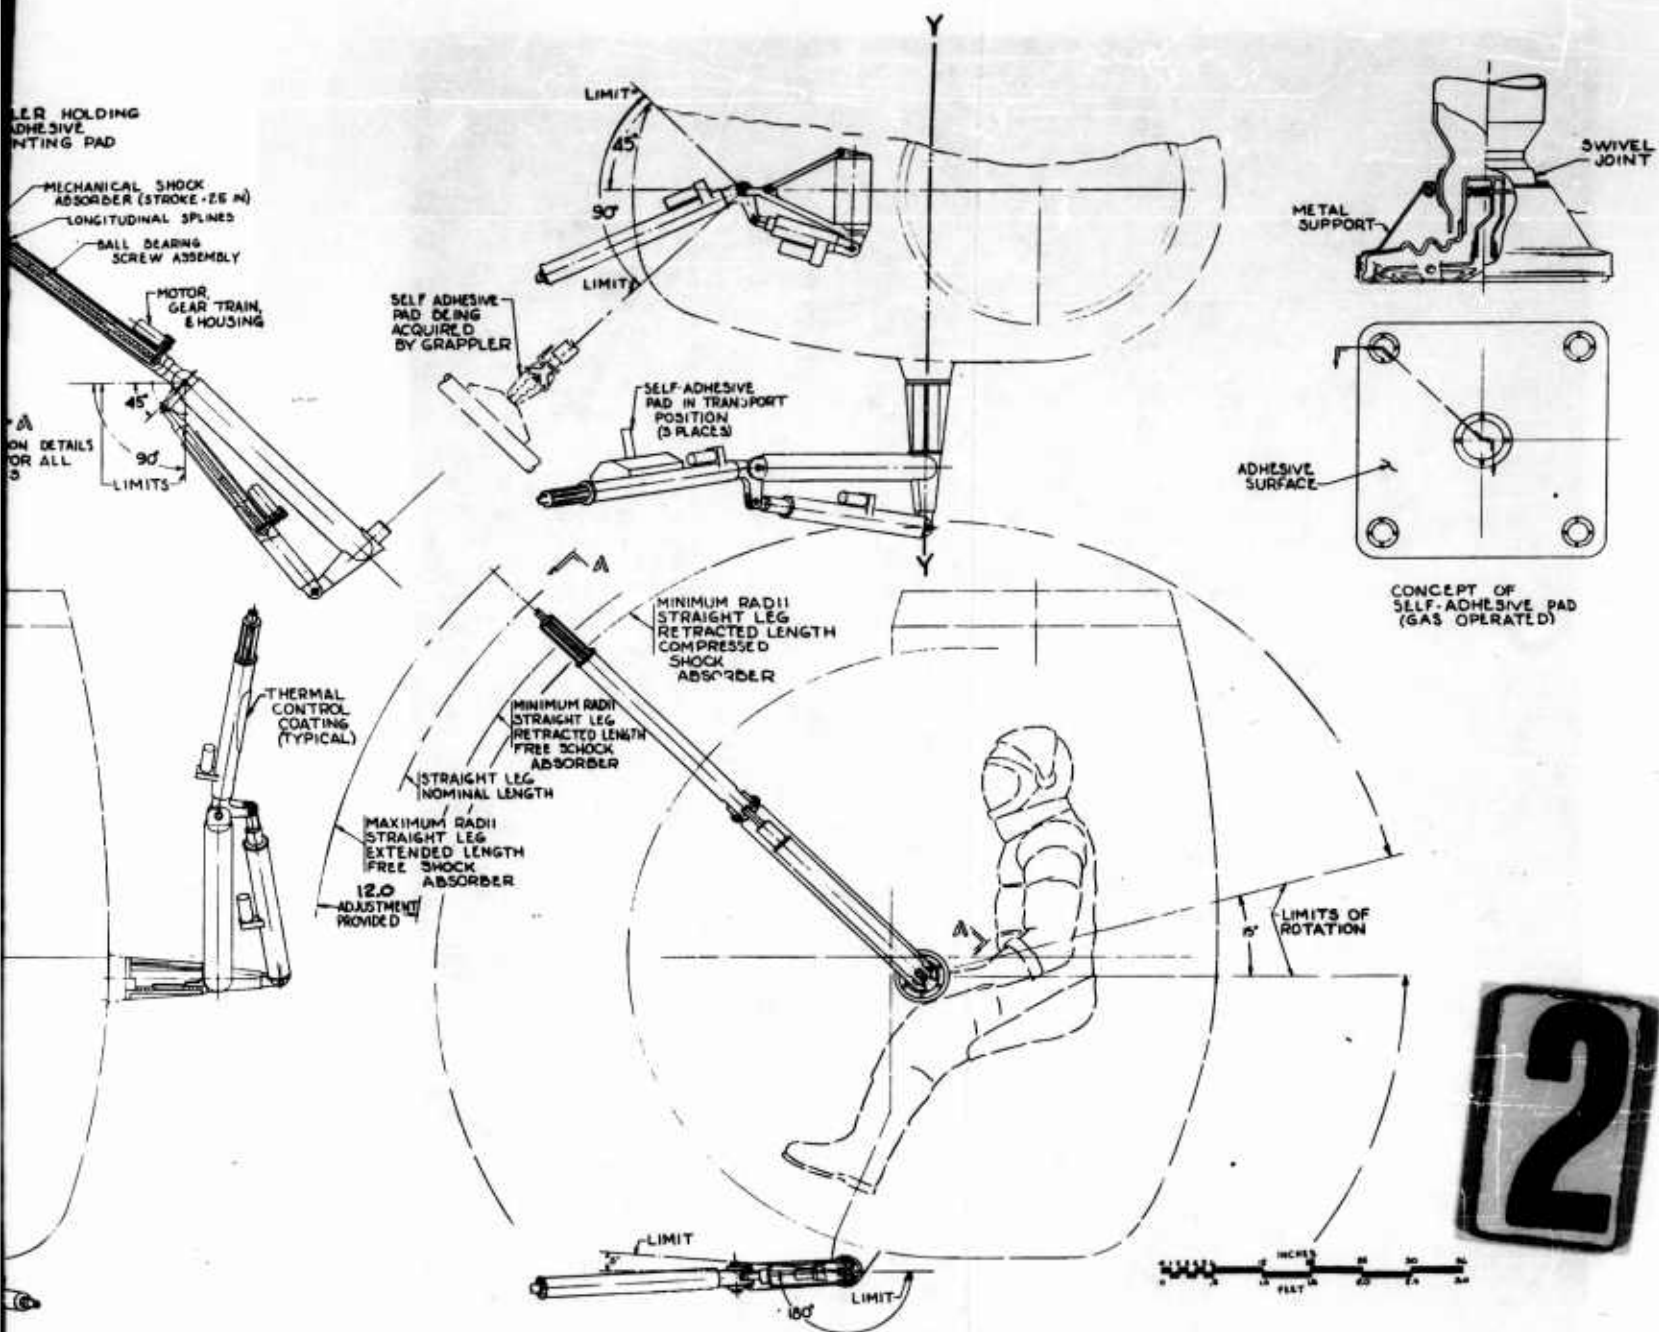 Y
LER HOLDING
ADHESIVE
NTING PAD
MECHANICAL SHOCK
ABSORBER (STROKE-2.5 IN)
LONGITUDINAL SPLINES
BALL BEARING
SCREW ASSEMBLY
MOTOR,
GEAR TRAIN,
& HOUSING
45°
90°
LIMITS
A
ON DETAILS
OR ALL
S
LIMIT
45°
90°
LIMIT
SELF ADHESIVE
PAD BEING
ACQUIRED
BY GRAPPLER
SELF-ADHESIVE
PAD IN TRANSPORT
POSITION
(3 PLACES)
Y
SWIVEL
JOINT
METAL
SUPPORT
ADHESIVE
SURFACE
CONCEPT OF
SELF-ADHESIVE PAD
(GAS OPERATED)
A
MINIMUM RADII
STRAIGHT LEG
RETRACTED LENGTH
COMPRESSED
SHOCK
ABSORBER
THERMAL
CONTROL
COATING
(TYPICAL)
MINIMUM RADII
STRAIGHT LEG
RETRACTED LENGTH
FREE SCHOCK
ABSORBER
STRAIGHT LEG
NOMINAL LENGTH
MAXIMUM RADII
STRAIGHT LEG
EXTENDED LENGTH
FREE SHOCK
ABSORBER
12.0
ADJUSTMENT
PROVIDED
A
15°
LIMITS OF
ROTATION
2
LIMIT
180°
LIMIT
INCHES
FEET